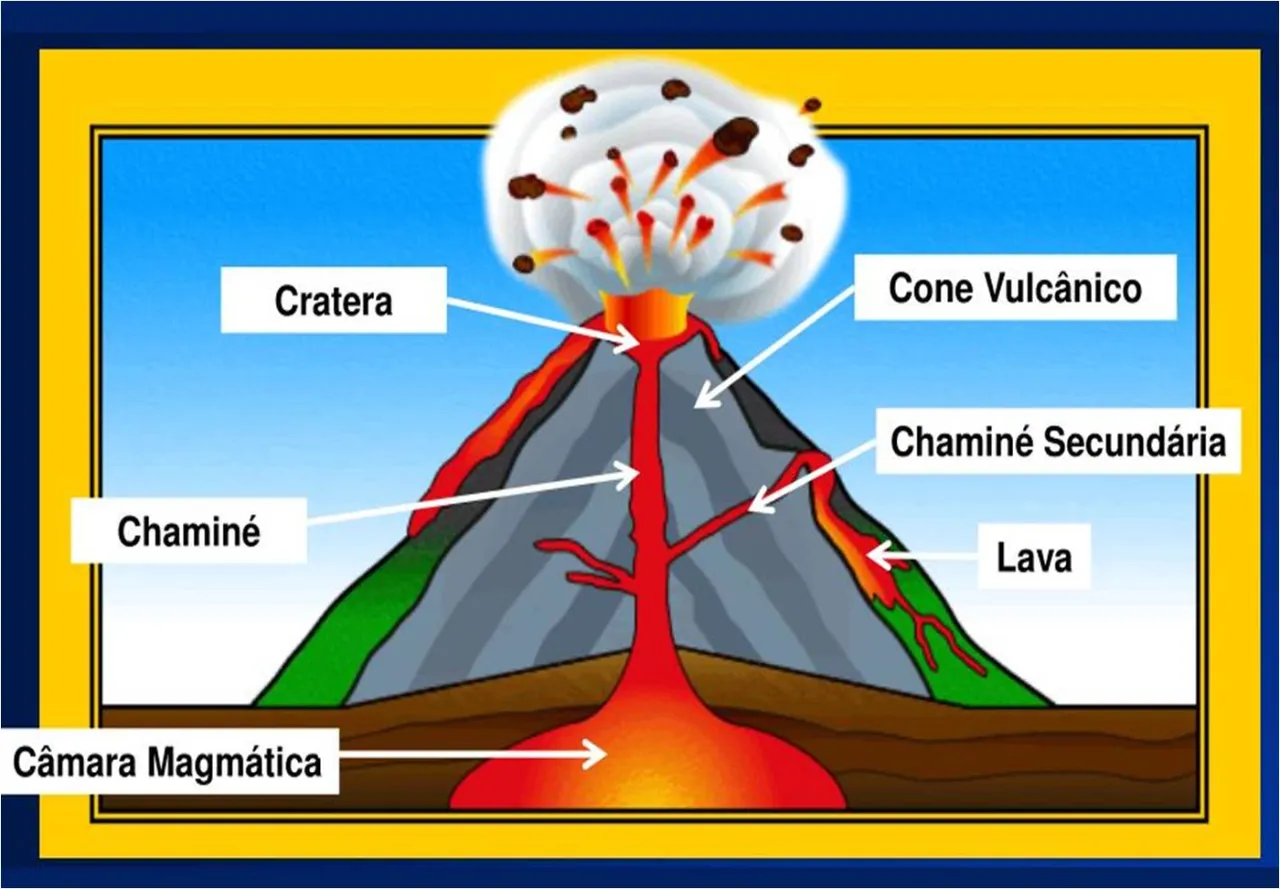 Cratera
Cone Vulcânico
Chaminé Secundária
Chaminé
Lava
Câmara Magmática